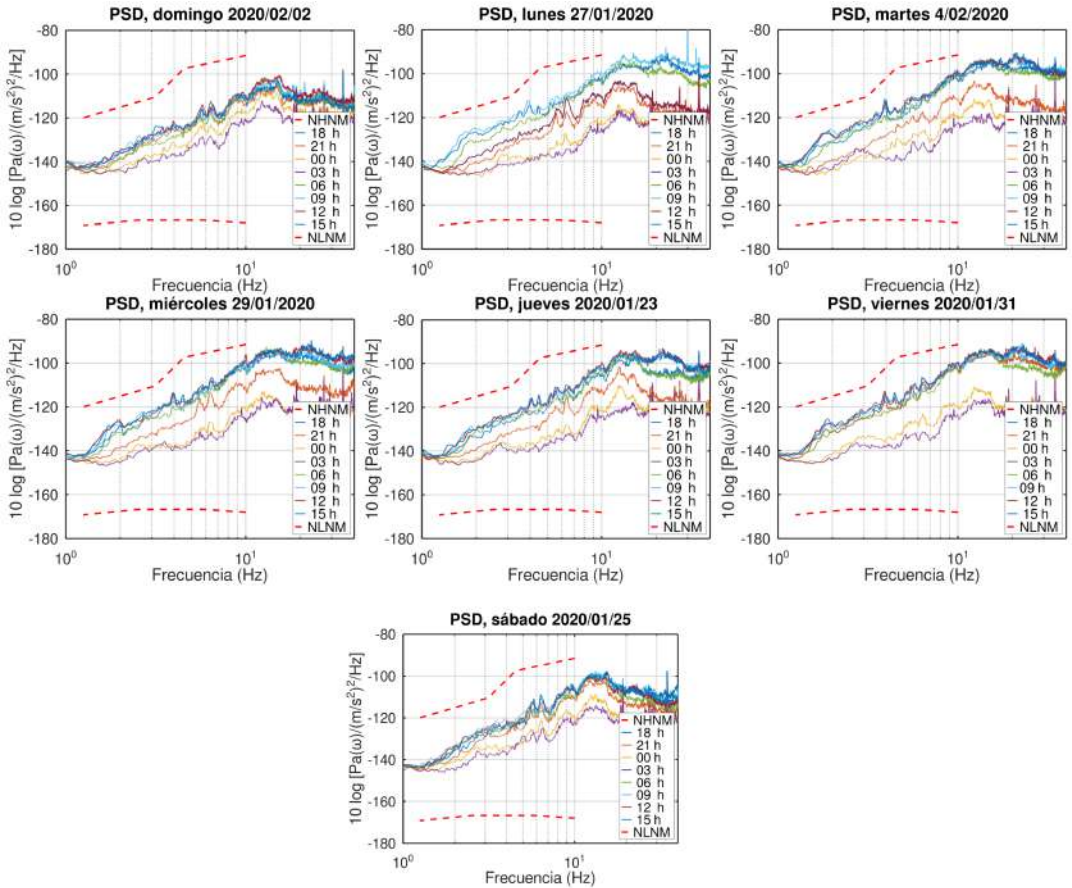 PSD, domingo 2020/02/02
-80
-100
-120
-140
-160
-180
10 log [Pa(ω)/(m/s²)²/Hz]
NHNM
18 h
21 h
00 h
03 h
06 h
09 h
12 h
15 h
NLNM
10⁰
10¹
Frecuencia (Hz)
PSD, lunes 27/01/2020
-80
-100
-120
-140
-160
-180
10 log [Pa(ω)/(m/s²)²/Hz]
NHNM
18 h
21 h
00 h
03 h
06 h
09 h
12 h
15 h
NLNM
10⁰
10¹
Frecuencia (Hz)
PSD, martes 4/02/2020
-80
-100
-120
-140
-160
-180
10 log [Pa(ω)/(m/s²)²/Hz]
NHNM
18 h
21 h
00 h
03 h
06 h
09 h
12 h
15 h
NLNM
10⁰
10¹
Frecuencia (Hz)
PSD, miércoles 29/01/2020
-80
-100
-120
-140
-160
-180
10 log [Pa(ω)/(m/s²)²/Hz]
NHNM
18 h
21 h
00 h
03 h
06 h
09 h
12 h
15 h
NLNM
10⁰
10¹
Frecuencia (Hz)
PSD, jueves 2020/01/23
-80
-100
-120
-140
-160
-180
10 log [Pa(ω)/(m/s²)²/Hz]
NHNM
18 h
21 h
00 h
03 h
06 h
09 h
12 h
15 h
NLNM
10⁰
10¹
Frecuencia (Hz)
PSD, viernes 2020/01/31
-80
-100
-120
-140
-160
-180
10 log [Pa(ω)/(m/s²)²/Hz]
NHNM
18 h
21 h
00 h
03 h
06 h
09 h
12 h
15 h
NLNM
10⁰
10¹
Frecuencia (Hz)
PSD, sábado 2020/01/25
-80
-100
-120
-140
-160
-180
10 log [Pa(ω)/(m/s²)²/Hz]
NHNM
18 h
21 h
00 h
03 h
06 h
09 h
12 h
15 h
NLNM
10⁰
10¹
Frecuencia (Hz)